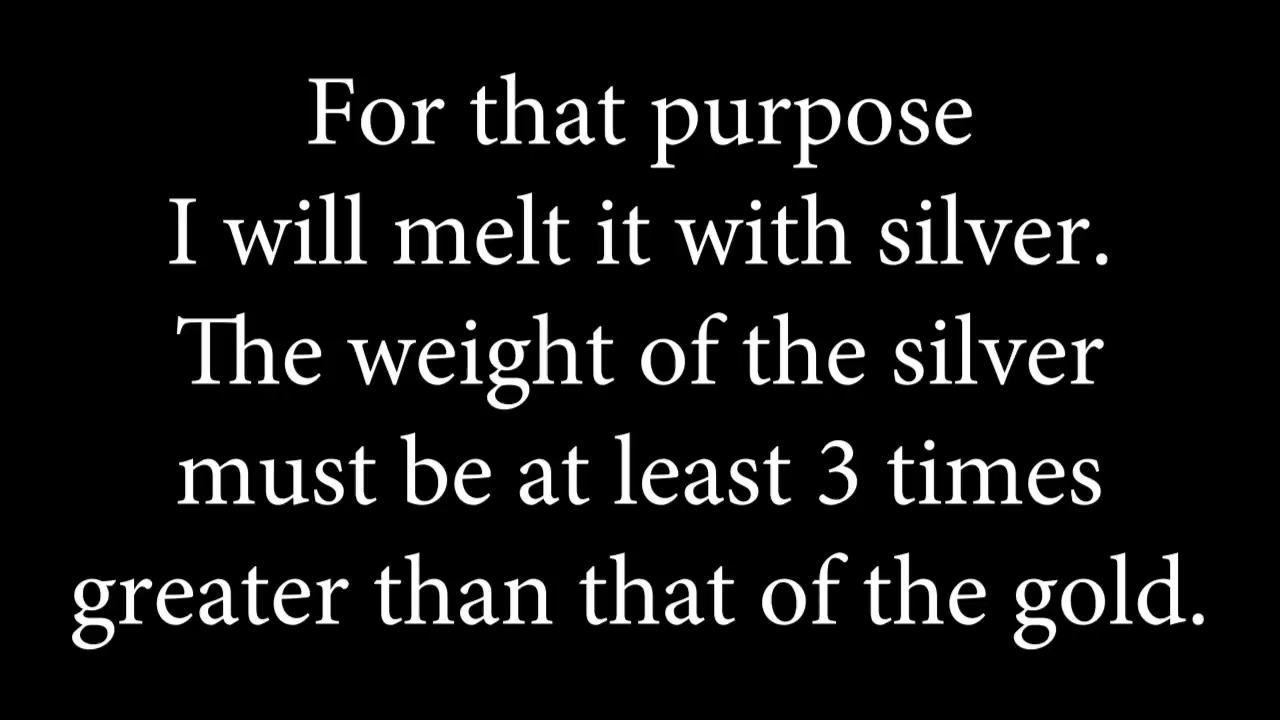 For that purpose
I will melt it with silver.
The weight of the silver
must be at least 3 times
greater than that of the gold.